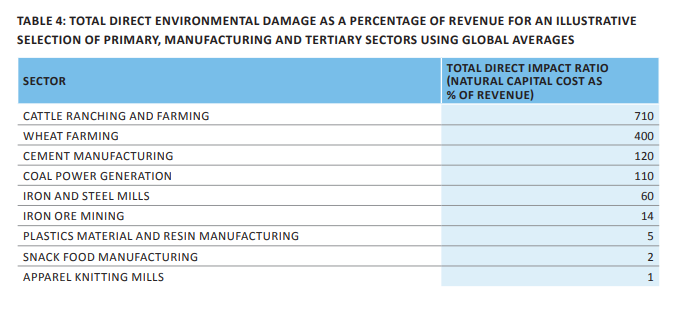 TABLE 4: TOTAL DIRECT ENVIRONMENTAL DAMAGE AS A PERCENTAGE OF REVENUE FOR AN ILLUSTRATIVE
SELECTION OF PRIMARY, MANUFACTURING AND TERTIARY SECTORS USING GLOBAL AVERAGES
SECTOR
TOTAL DIRECT IMPACT RATIO
(NATURAL CAPITAL COST AS
% OF REVENUE)
CATTLE RANCHING AND FARMING 710
WHEAT FARMING 400
CEMENT MANUFACTURING 120
COAL POWER GENERATION 110
IRON AND STEEL MILLS 60
IRON ORE MINING 14
PLASTICS MATERIAL AND RESIN MANUFACTURING 5
SNACK FOOD MANUFACTURING 2
APPAREL KNITTING MILLS 1